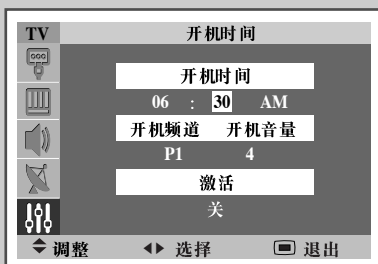 TV 开机时间
开机时间
06 : 30 AM
开机频道 开机音量
P1 4
激活
关
调整 选择 退出